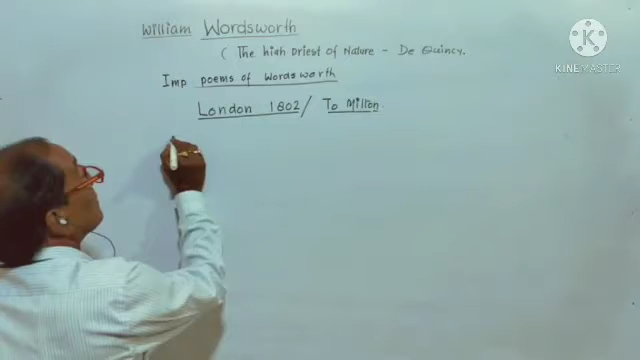 William Wordsworth
( The high Priest of Nature - De Quincy.
Imp poems of Wordsworth
London 1802 / To Milton
K
KINEMASTER